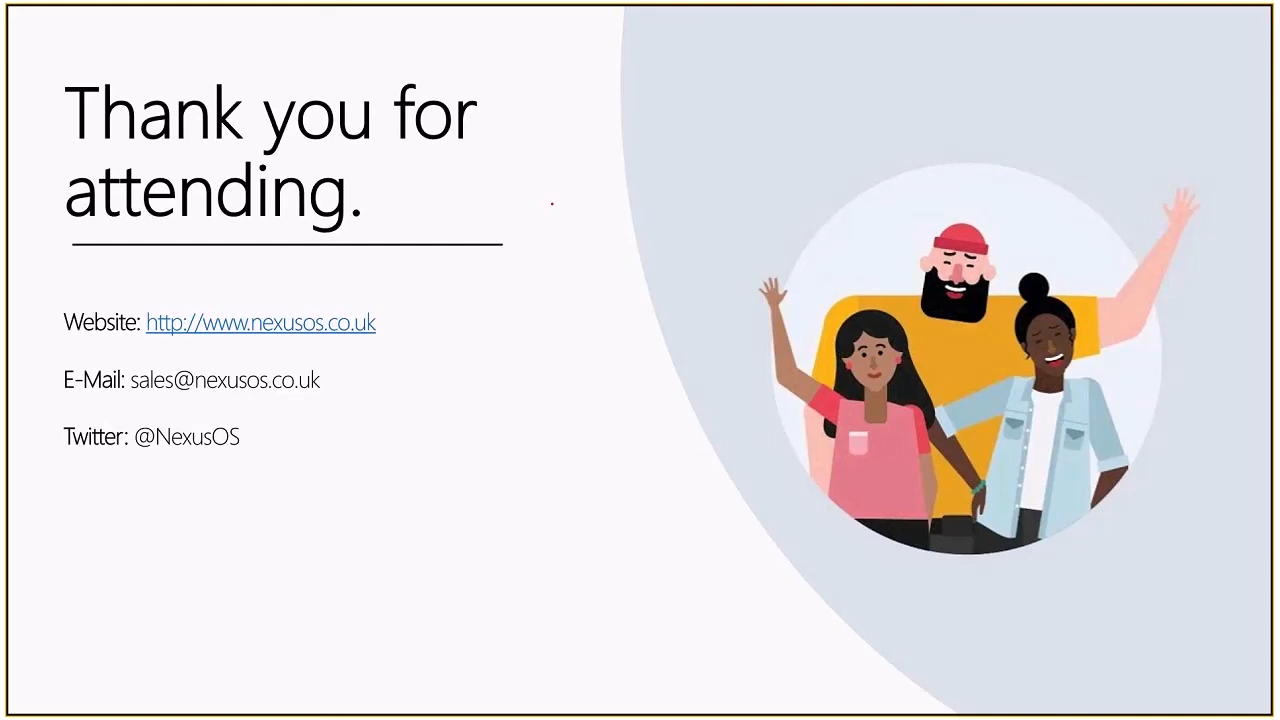 Thank you for
attending.
Website: http://www.nexusos.co.uk
E-Mail: sales@nexusos.co.uk
Twitter: @NexusOS